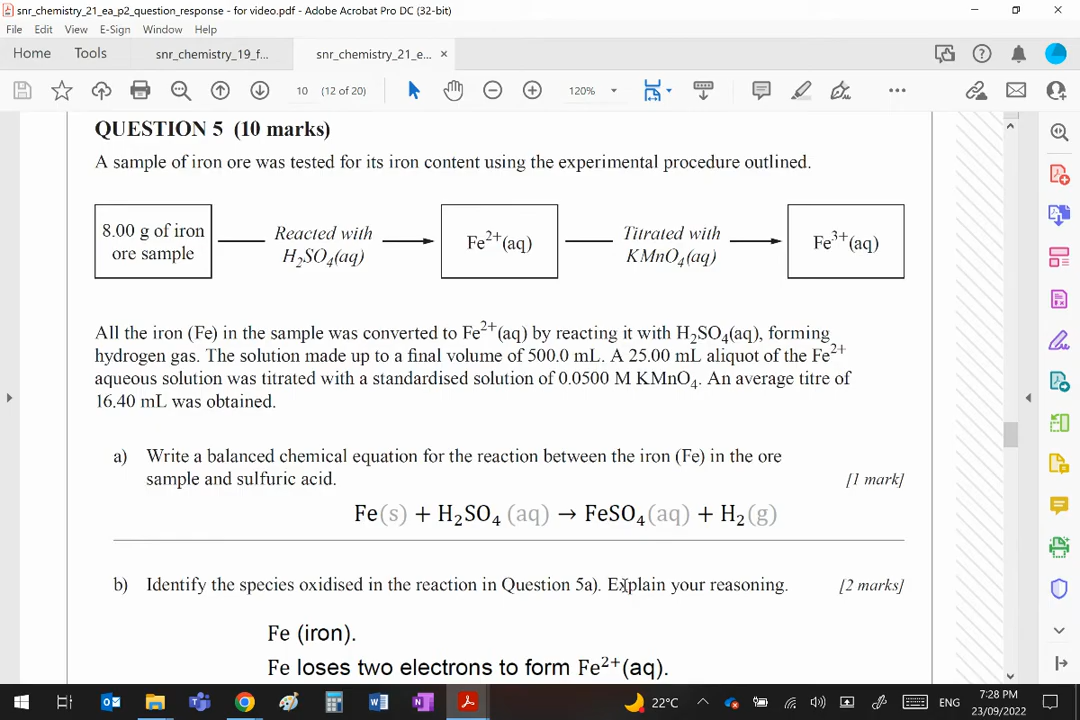 snr_chemistry_21_ea_p2_question_response - for video.pdf - Adobe Acrobat Pro DC (32-bit)
File Edit View E-Sign Window Help
Home Tools snr_chemistry_19_f... snr_chemistry_21_e... ×
10 (12 of 20) 120%
QUESTION 5 (10 marks)
A sample of iron ore was tested for its iron content using the experimental procedure outlined.
8.00 g of iron
ore sample
Reacted with
H₂SO₄(aq)
Fe²⁺(aq)
Titrated with
KMnO₄(aq)
Fe³⁺(aq)
All the iron (Fe) in the sample was converted to Fe²⁺(aq) by reacting it with H₂SO₄(aq), forming
hydrogen gas. The solution made up to a final volume of 500.0 mL. A 25.00 mL aliquot of the Fe²⁺
aqueous solution was titrated with a standardised solution of 0.0500 M KMnO₄. An average titre of
16.40 mL was obtained.
a) Write a balanced chemical equation for the reaction between the iron (Fe) in the ore
sample and sulfuric acid. [1 mark]
Fe(s) + H₂SO₄ (aq) → FeSO₄(aq) + H₂(g)
b) Identify the species oxidised in the reaction in Question 5a). Explain your reasoning. [2 marks]
Fe (iron).
Fe loses two electrons to form Fe²⁺(aq).
22°C ENG 7:28 PM
23/09/2022